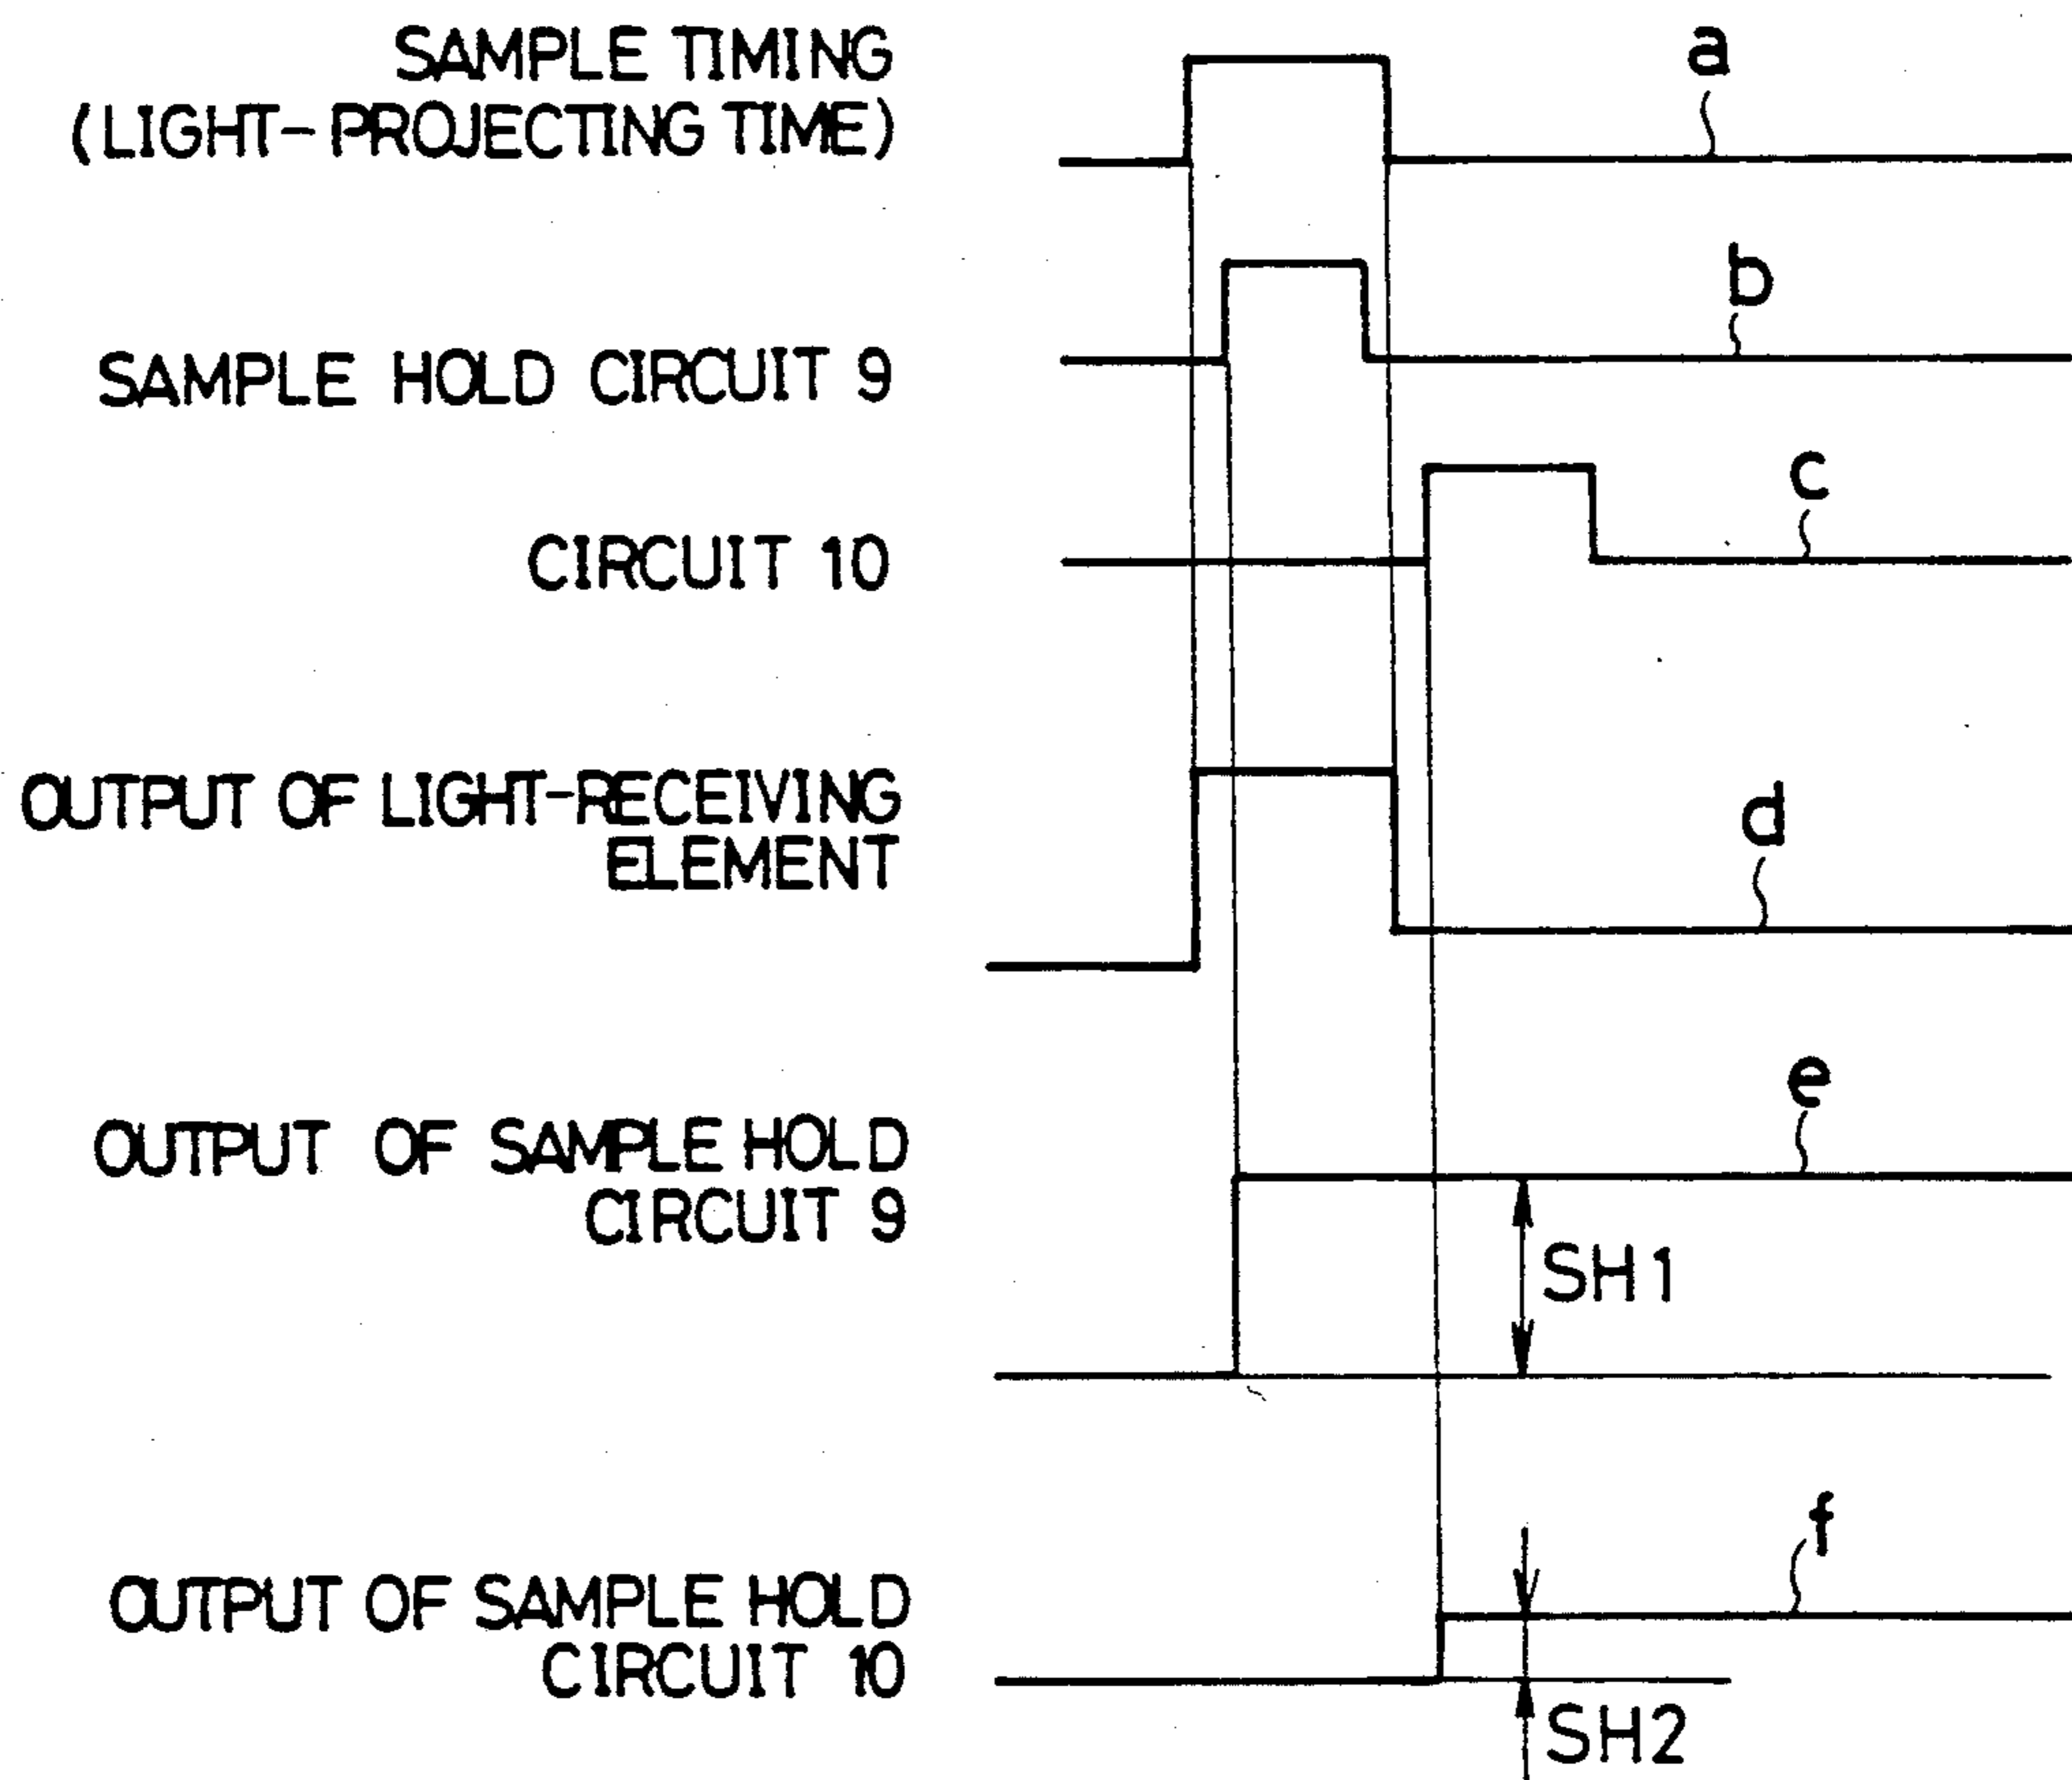 SAMPLE TIMING
(LIGHT-PROJECTING TIME)
a
SAMPLE HOLD CIRCUIT 9
b
CIRCUIT 10
c
OUTPUT OF LIGHT-RECEIVING
ELEMENT
d
OUTPUT OF SAMPLE HOLD
CIRCUIT 9
e
SH1
OUTPUT OF SAMPLE HOLD
CIRCUIT 10
f
SH2